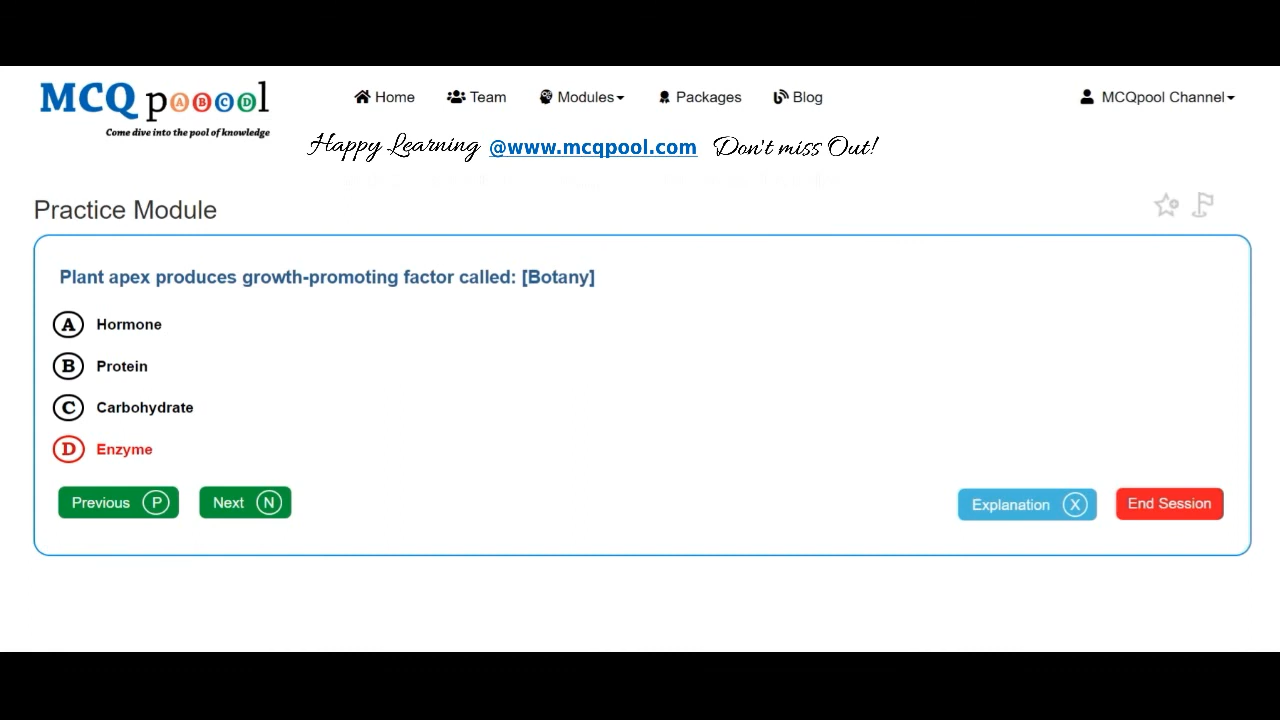 MCQ pooool
Come dive into the pool of knowledge
Home Team Modules Packages Blog MCQpool Channel
Happy Learning @www.mcqpool.com Don't miss Out!
Practice Module
Plant apex produces growth-promoting factor called: [Botany]
A Hormone
B Protein
C Carbohydrate
D Enzyme
Previous P Next N Explanation X End Session